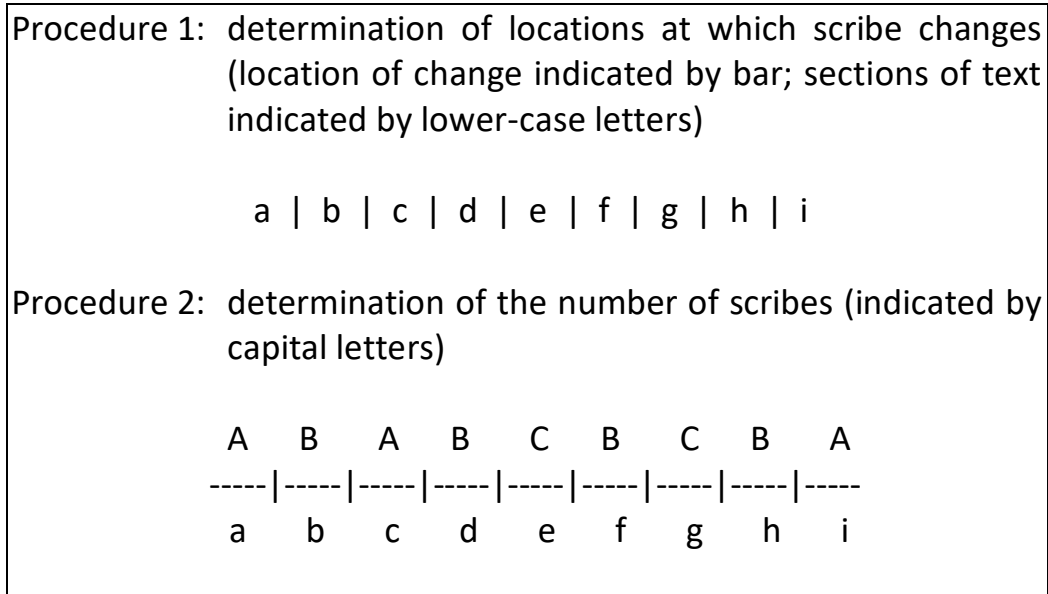 Procedure 1: determination of locations at which scribe changes
(location of change indicated by bar; sections of text
indicated by lower-case letters)
a | b | c | d | e | f | g | h | i
Procedure 2: determination of the number of scribes (indicated by
capital letters)
A B A B C B C B A
-----|-----|-----|-----|-----|-----|-----|-----|-----
a b c d e f g h i